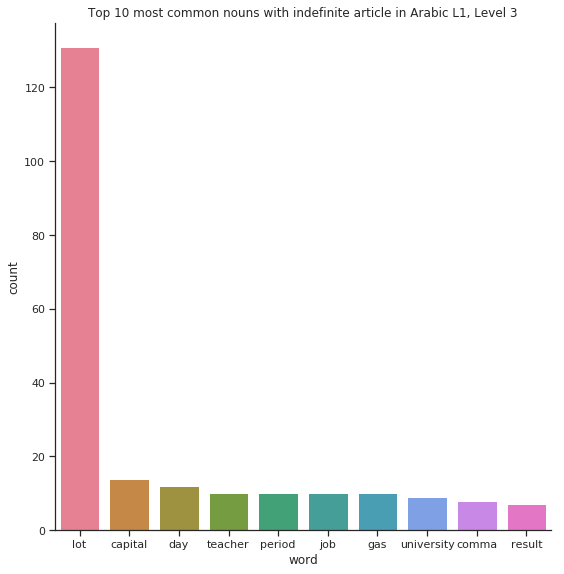 Top 10 most common nouns with indefinite article in Arabic L1, Level 3
120
100
80
60
40
20
0
count
lot capital day teacher period job gas university comma result
word